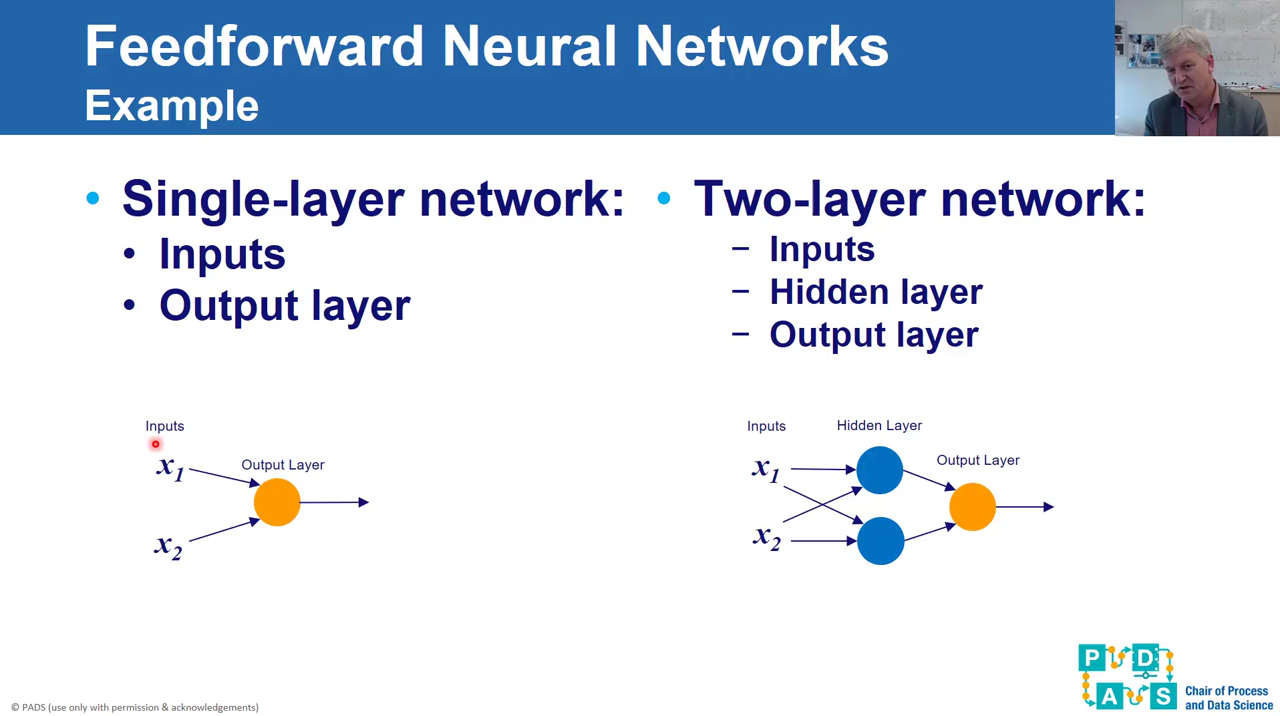 Feedforward Neural Networks
Example
• Single-layer network:
• Inputs
• Output layer
• Two-layer network:
– Inputs
– Hidden layer
– Output layer
Inputs
x1
x2
Output Layer
Inputs
x1
x2
Hidden Layer
Output Layer
P D
A S
Chair of Process
and Data Science
© PADS (use only with permission & acknowledgements)